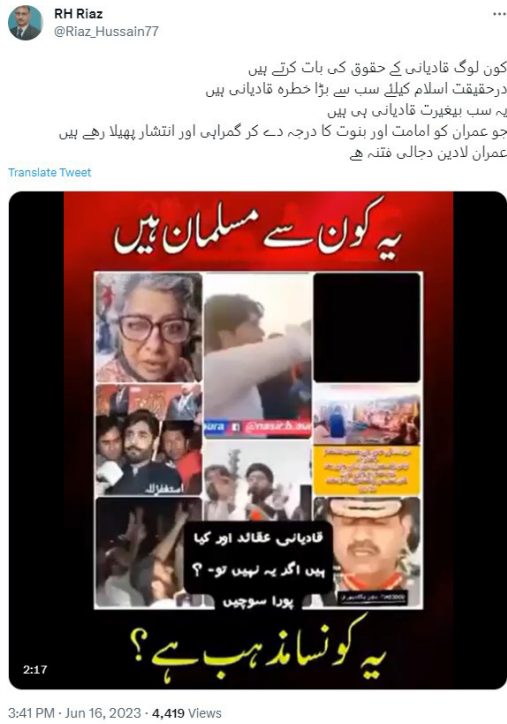 RH Riaz
@Riaz_Hussain77
کون لوگ قادیانی کے حقوق کی بات کرتے ہیں
درحقیقت اسلام کیلئے سب سے بڑا خطرہ قادیانی ہیں
یہ سب بیغیرت قادیانی ہی ہیں
جو عمران کو امامت اور بنوت کا درجہ دے کر گمراہی اور انتشار پھیلا رھے ہیں
عمران لادین دجالی فتنہ ھے
Translate Tweet
یہ کون سے مسلمان ہیں
@nasir.b.aur
استغفراللہ
قادیانی عقائد اور کیا
ہیں اگر یہ نہیں تو- ؟
پورا سوچیں
یہ کونسا مذہب ہے؟
2:17
3:41 PM · Jun 16, 2023 · 4,419 Views